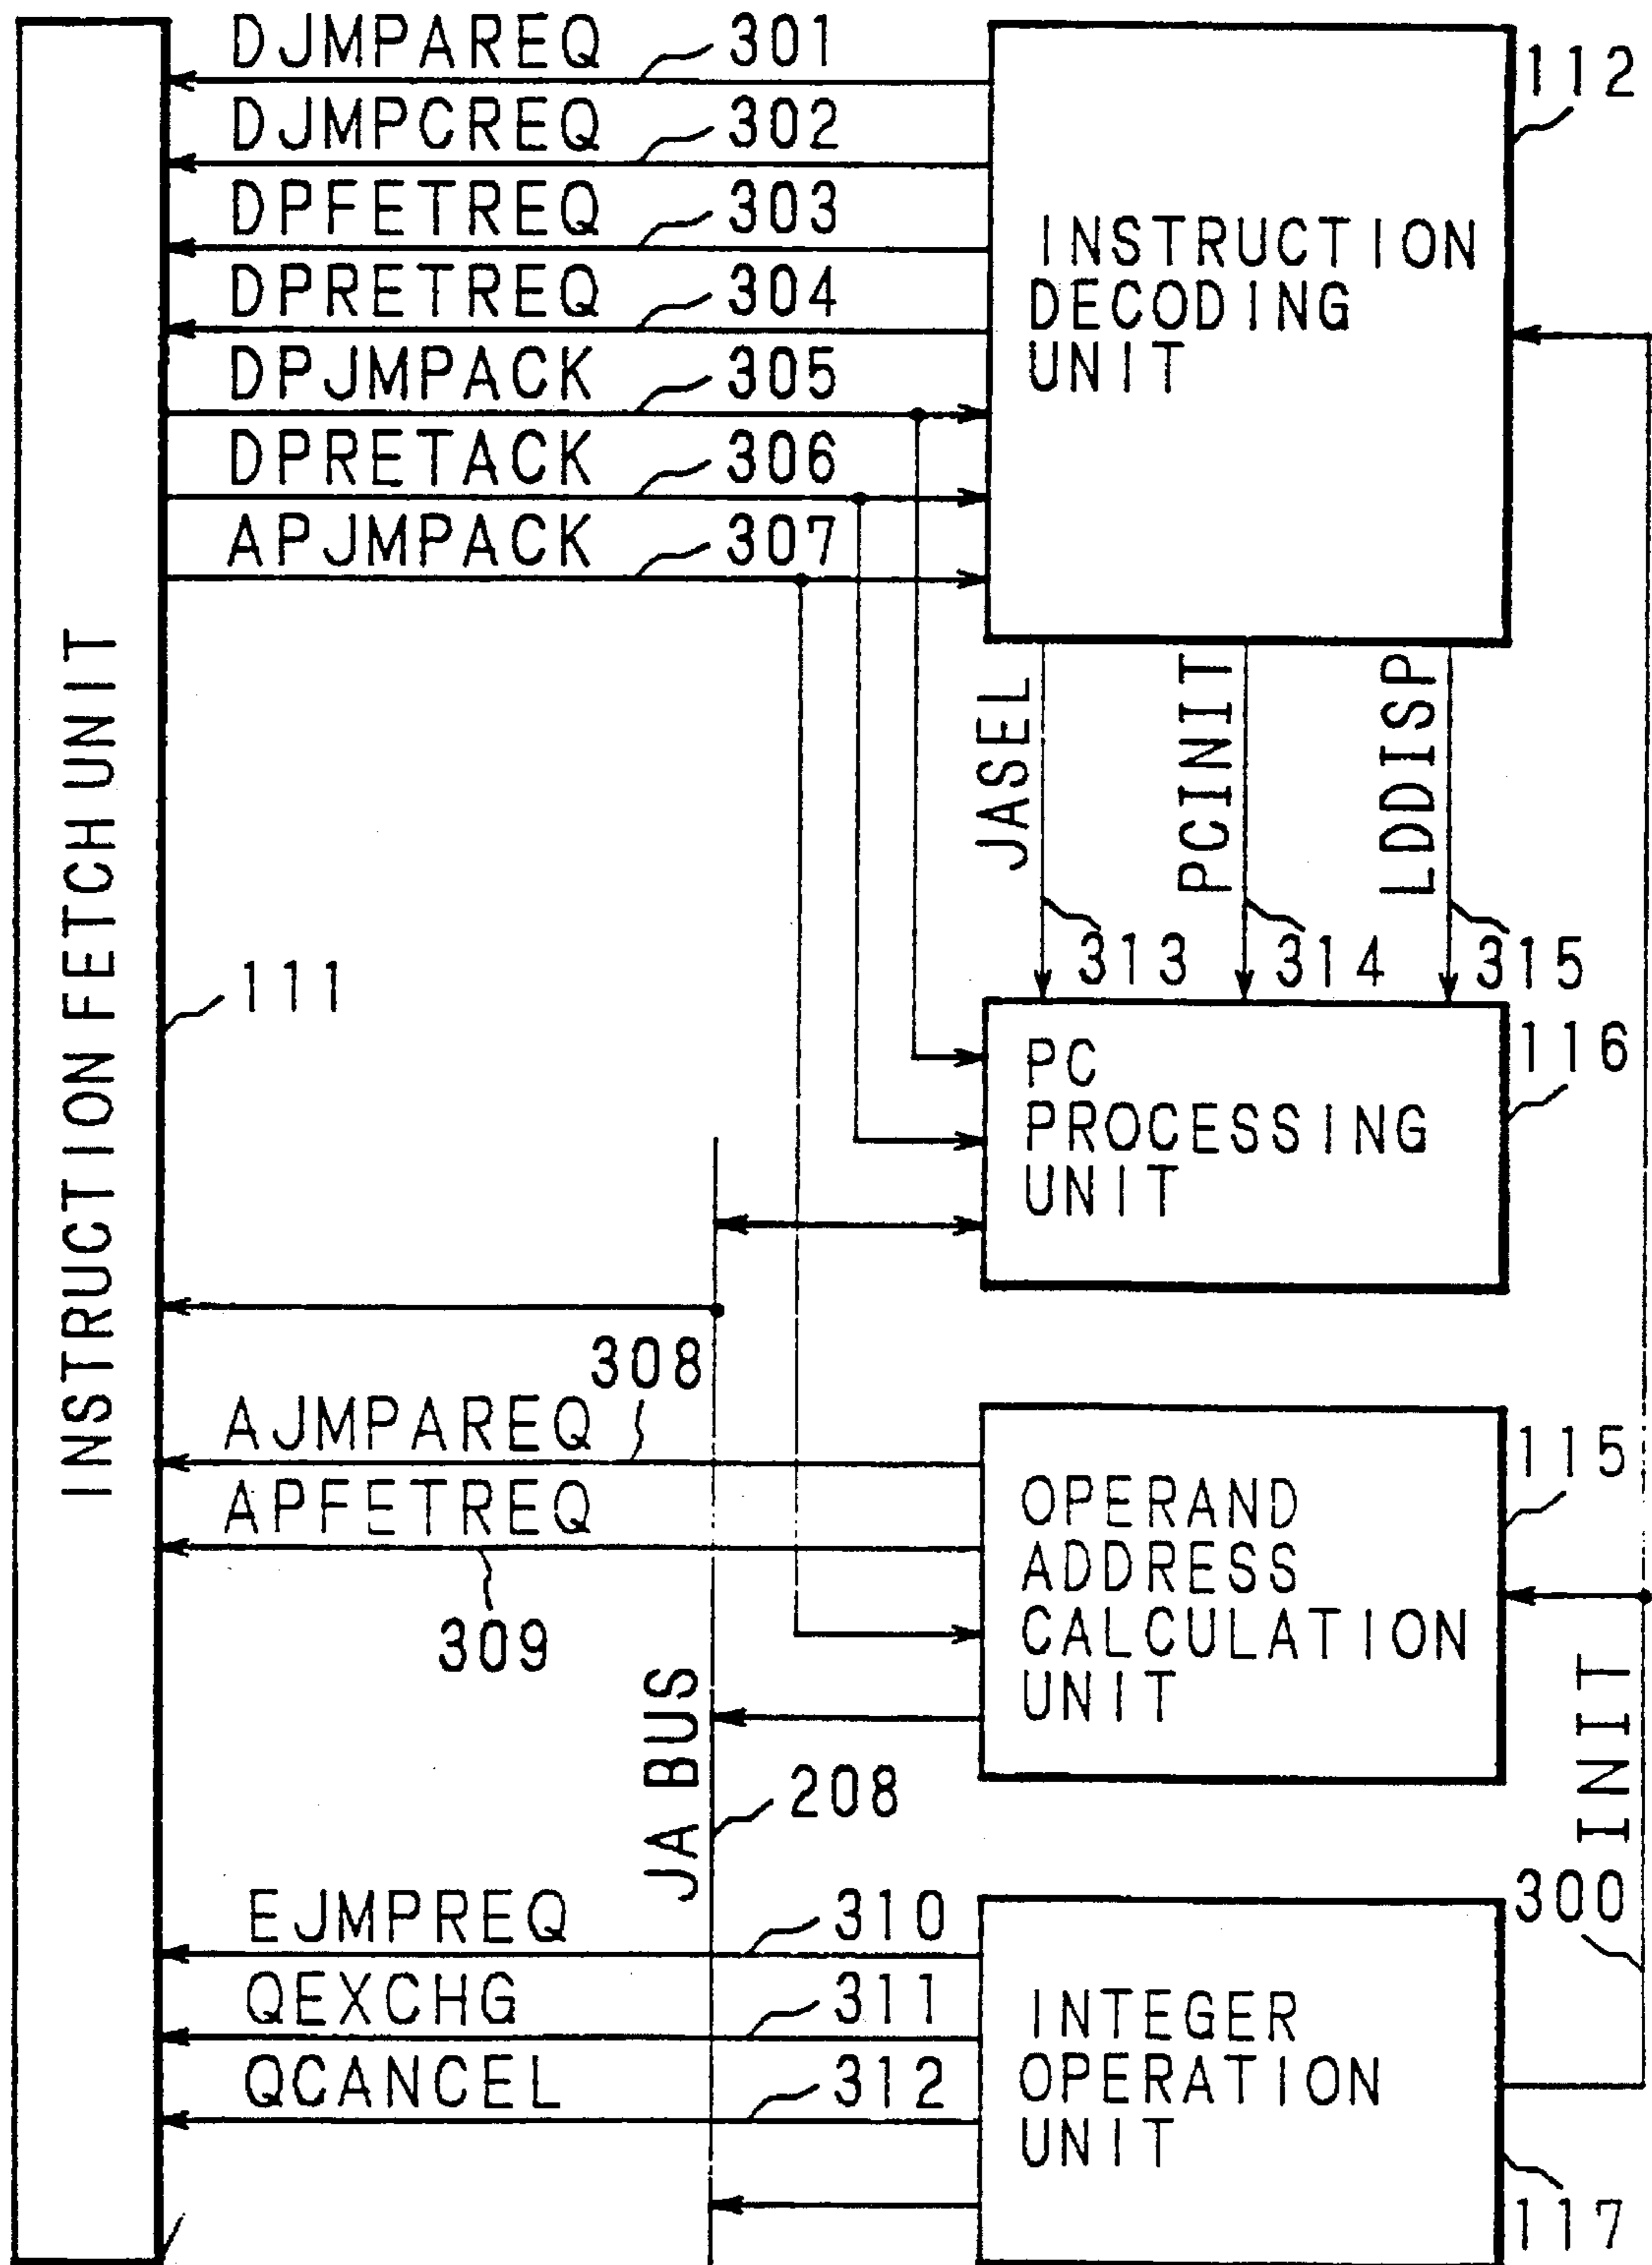 DJMPAREQ 301
DJMPCREQ 302
DPFETREQ 303
DPRETREQ 304
DPJMPACK 305
DPRETACK 306
APJMPACK 307
INSTRUCTION
DECODING
UNIT
112
INSTRUCTION FETCH UNIT
111
JASEL
PCINIT
LDDISP
313
314
315
PC
PROCESSING
UNIT
116
308
AJMPAREQ
APFETREQ
309
OPERAND
ADDRESS
CALCULATION
UNIT
115
JA BUS
208
INIT
300
EJMPREQ 310
QEXCHG 311
QCANCEL 312
INTEGER
OPERATION
UNIT
117